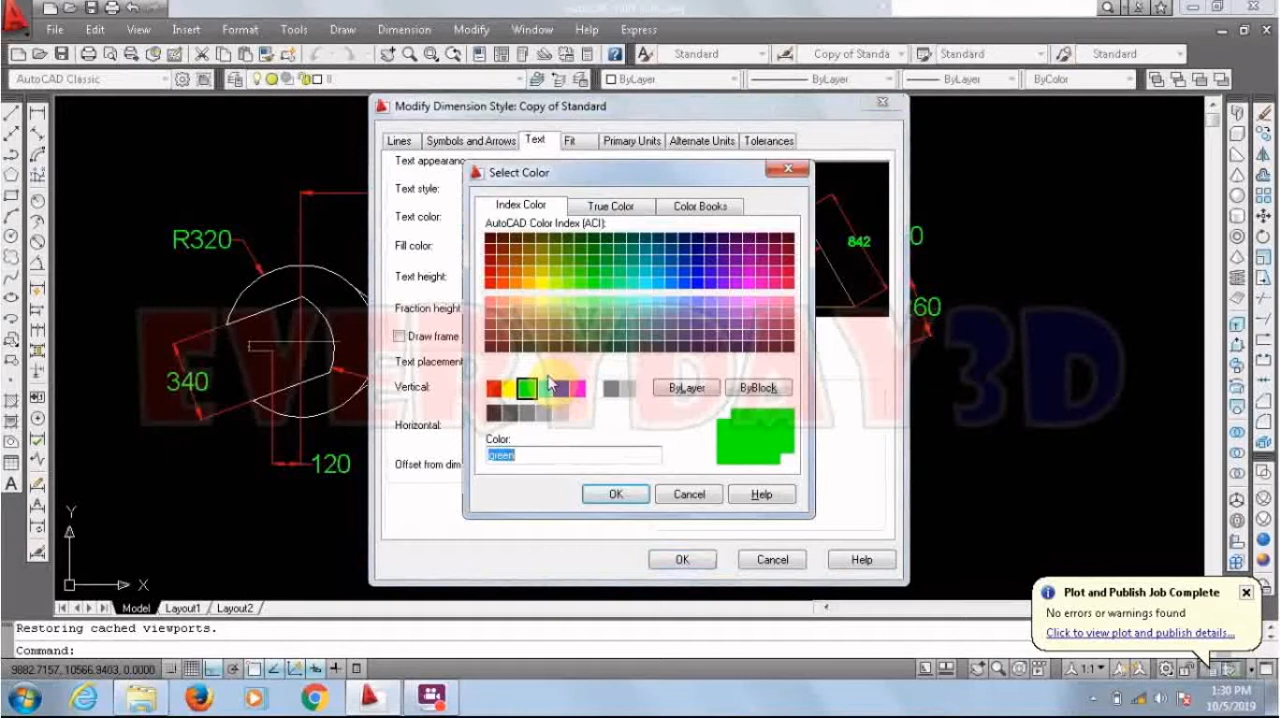 File Edit View Insert Format Tools Draw Dimension Modify Window Help Express
Standard Copy of Standa Standard Standard
AutoCAD Classic 0 ByLayer ByLayer ByLayer ByColor
Modify Dimension Style: Copy of Standard
Lines Symbols and Arrows Text Fit Primary Units Alternate Units Tolerances
Text appearanc
Text style:
Text color:
Fill color:
Text height:
Fraction height
Draw frame
Text placement
Vertical:
Horizontal:
Offset from dim
Select Color
Index Color True Color Color Books
AutoCAD Color Index (ACI):
ByLayer ByBlock
Color:
green
OK Cancel Help
OK Cancel Help
842
R320
340
120
0
60
EVERYDAY3D
Y
X
Model Layout1 Layout2
Restoring cached viewports.
Command:
9882.7157, 10566.9403, 0.0000
1:1
Plot and Publish Job Complete
No errors or warnings found
Click to view plot and publish details...
1:30 PM
10/5/2019